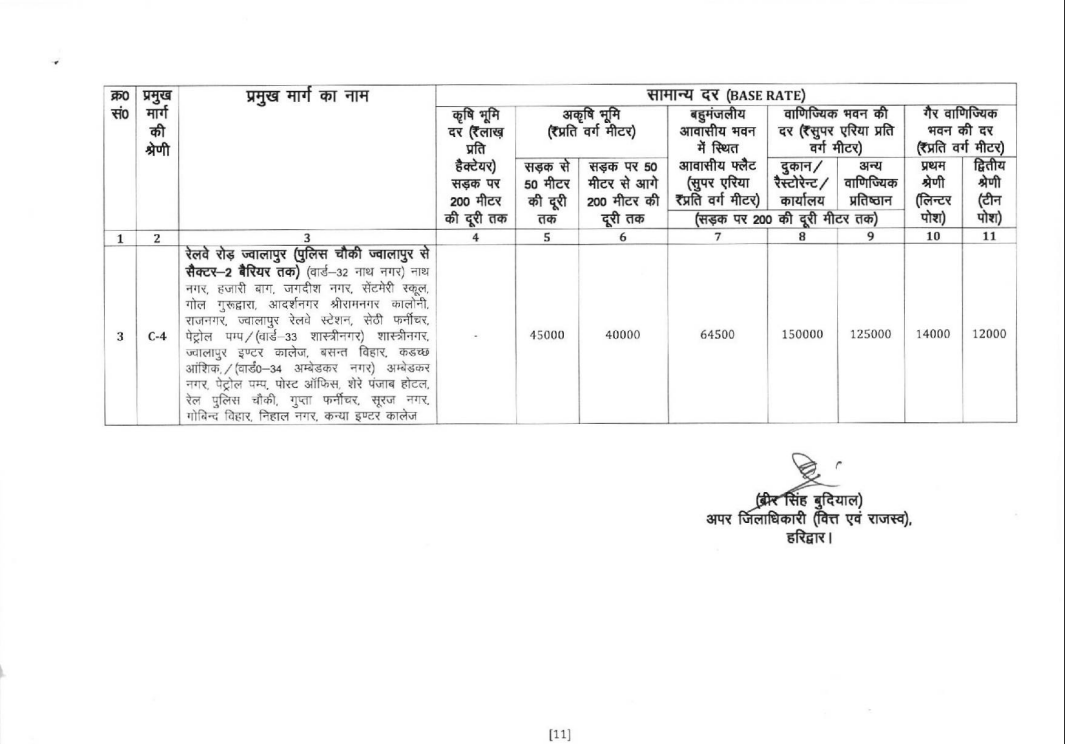 क्र० सं० प्रमुख मार्ग की श्रेणी प्रमुख मार्ग का नाम सामान्य दर (BASE RATE)
कृषि भूमि दर (₹लाख प्रति हैक्टेयर) सड़क पर 200 मीटर की दूरी तक
अकृषि भूमि (₹प्रति वर्ग मीटर)
सड़क से 50 मीटर की दूरी तक
सड़क पर 50 मीटर से आगे 200 मीटर की दूरी तक
बहुमंजलीय आवासीय भवन में स्थित आवासीय फ्लैट (सुपर एरिया ₹प्रति वर्ग मीटर)
वाणिज्यिक भवन की दर (₹सुपर एरिया प्रति वर्ग मीटर)
दुकान/रैस्टोरेन्ट/कार्यालय
अन्य वाणिज्यिक प्रतिष्ठान
(सड़क पर 200 की दूरी मीटर तक)
गैर वाणिज्यिक भवन की दर (₹प्रति वर्ग मीटर)
प्रथम श्रेणी (लिन्टर पोश)
द्वितीय श्रेणी (टीन पोश)
1 2 3 4 5 6 7 8 9 10 11
रेलवे रोड़ ज्वालापुर (पुलिस चौकी ज्वालापुर से
सैक्टर–2 बैरियर तक) (वार्ड–32 नाथ नगर) नाथ
नगर, हजारी बाग, जगदीश नगर, सेंटमेरी स्कूल,
गोल गुरूद्वारा, आदर्शनगर श्रीरामनगर कालोनी,
राजनगर, ज्वालापुर रेलवे स्टेशन, सेठी फर्नीचर,
3 C-4 पेट्रोल पम्प/(वार्ड–33 शास्त्रीनगर) शास्त्रीनगर, - 45000 40000 64500 150000 125000 14000 12000
ज्वालापुर इण्टर कालेज, बसन्त विहार, कडच्छ
आंशिक,/(वार्ड०–34 अम्बेडकर नगर) अम्बेडकर
नगर, पेट्रोल पम्प, पोस्ट ऑफिस, शेरे पंजाब होटल,
रेल पुलिस चौकी, गुप्ता फर्नीचर, सूरज नगर,
गोबिन्द विहार, निहाल नगर, कन्या इण्टर कालेज
(बीर सिंह बुदियाल)
अपर जिलाधिकारी (वित्त एवं राजस्व),
हरिद्वार।
[11]